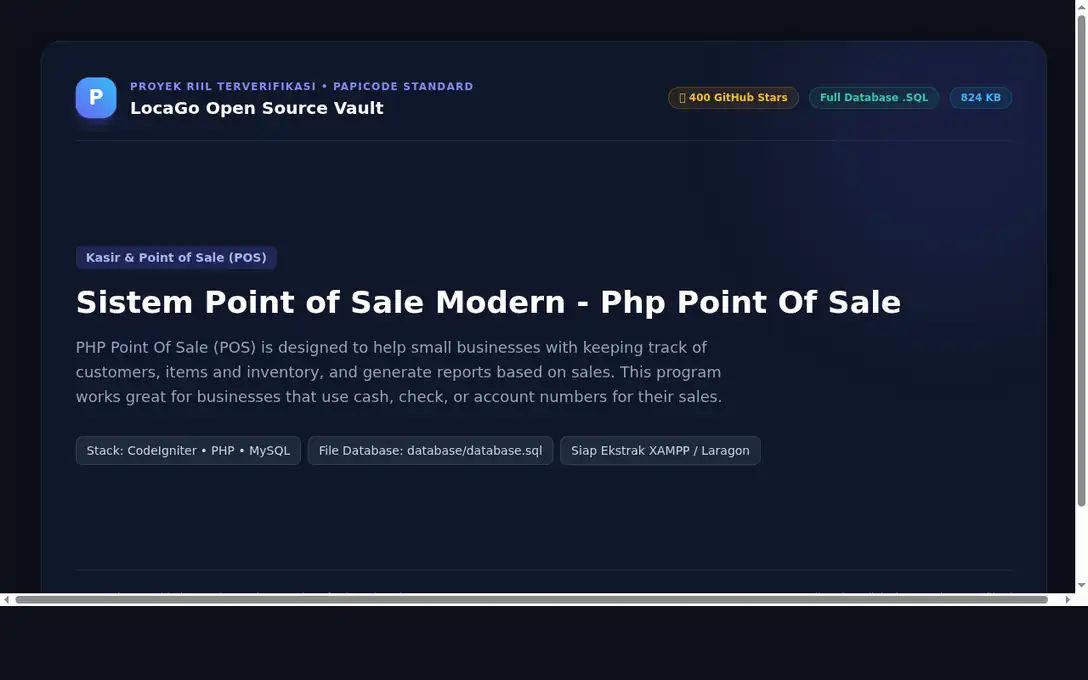 P
PROYEK RIIL TERVERIFIKASI • PAPICODE STANDARD
LocaGo Open Source Vault
400 GitHub Stars
Full Database .SQL
824 KB
Kasir & Point of Sale (POS)
Sistem Point of Sale Modern - Php Point Of Sale
PHP Point Of Sale (POS) is designed to help small businesses with keeping track of
customers, items and inventory, and generate reports based on sales. This program
works great for businesses that use cash, check, or account numbers for their sales.
Stack: CodeIgniter • PHP • MySQL
File Database: database/database.sql
Siap Ekstrak XAMPP / Laragon